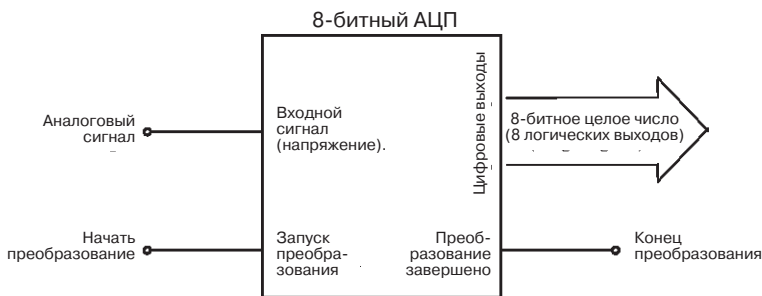 8-битный АЦП
Аналоговый
сигнал
Входной
сигнал
(напряжение).
Цифровые выходы
8-битное целое число
(8 логических выходов)
Начать
преобразование
Запуск
преобра-
зования
Преоб-
разование
завершено
Конец
преобразования